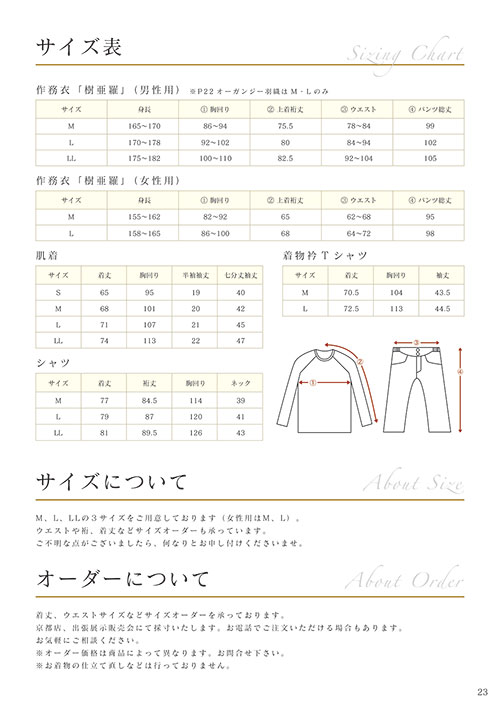 サイズ表
Sizing Chart
作務衣「樹亜羅」（男性用） ※P22 オーガンジー羽織はM・Lのみ
サイズ 身長 ① 胸回り ② 上着裄丈 ③ ウエスト ④ パンツ総丈
M 165~170 86~94 75.5 78~84 99
L 170~178 92~102 80 84~94 102
LL 175~182 100~110 82.5 92~104 105
作務衣「樹亜羅」（女性用）
サイズ 身長 ① 胸回り ② 上着裄丈 ③ ウエスト ④ パンツ総丈
M 155~162 82~92 65 62~68 95
L 158~165 86~100 68 64~72 98
肌着
サイズ 着丈 胸回り 半袖袖丈 七分丈袖丈
S 65 95 19 40
M 68 101 20 42
L 71 107 21 45
LL 74 113 22 47
着物衿Tシャツ
サイズ 着丈 胸回り 袖丈
M 70.5 104 43.5
L 72.5 113 44.5
シャツ
サイズ 着丈 裄丈 胸回り ネック
M 77 84.5 114 39
L 79 87 120 41
LL 81 89.5 126 43
① ② ③ ④
サイズについて
About Size
M、L、LLの3サイズをご用意しております（女性用はM、L）。
ウエストや裄、着丈などサイズオーダーも承っています。
ご不明な点がございましたら、何なりとお申し付けくださいませ。
オーダーについて
About Order
着丈、ウエストサイズなどサイズオーダーを承っております。
京都店、出張展示販売会にて採寸いたします。お電話でご注文いただける場合もあります。
お気軽にご相談ください。
※オーダー価格は商品によって異なります。お問合せ下さい。
※お着物の仕立て直しなどは行っておりません。
23